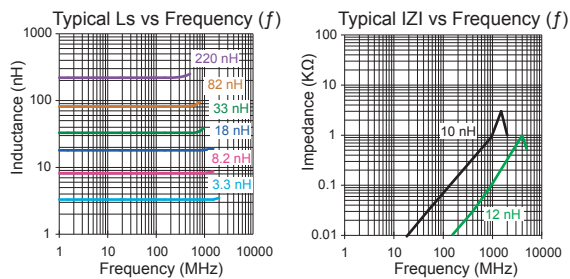 Typical Ls vs Frequency (ƒ)
Inductance (nH)
1000
100
10
1
220 nH
82 nH
33 nH
18 nH
8.2 nH
3.3 nH
1 10 100 1000 10000
Frequency (MHz)
Typical IZI vs Frequency (ƒ)
Impedance (KΩ)
100
10
1
0.1
0.01
10 nH
12 nH
1 10 100 1000 10000
Frequency (MHz)